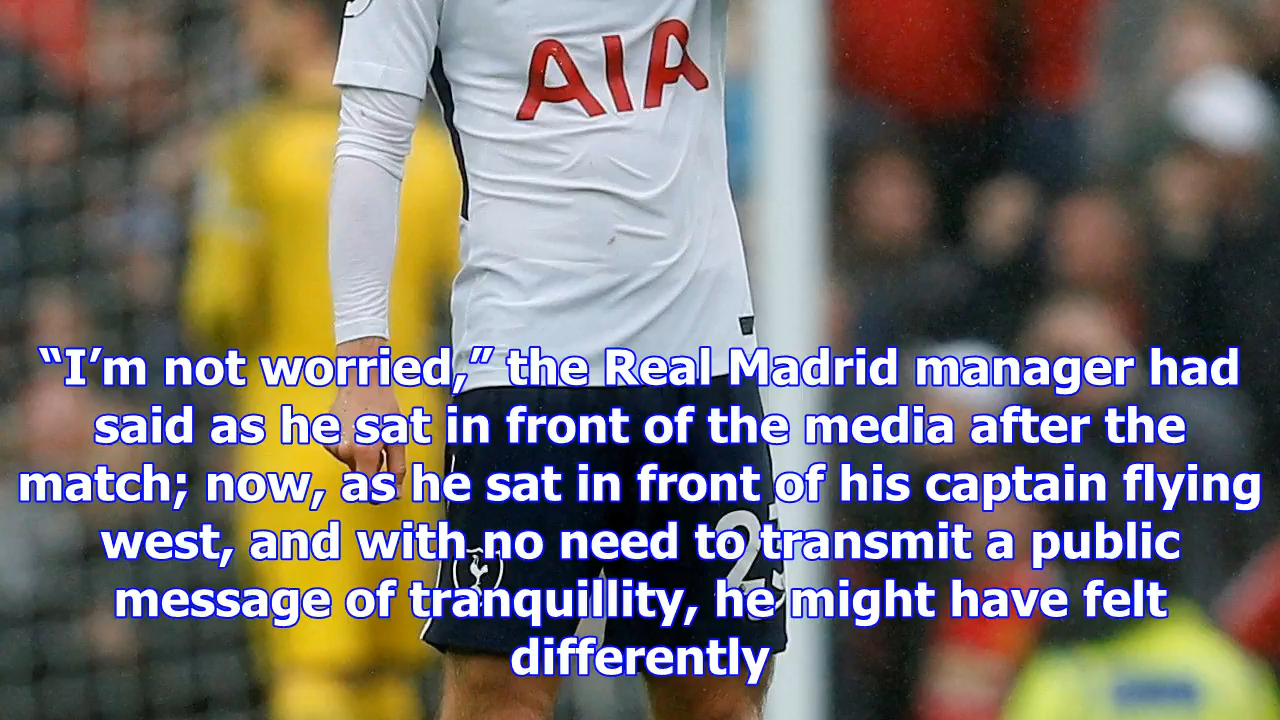 AIA
“I’m not worried,” the Real Madrid manager had
said as he sat in front of the media after the
match; now, as he sat in front of his captain flying
west, and with no need to transmit a public
message of tranquillity, he might have felt
differently